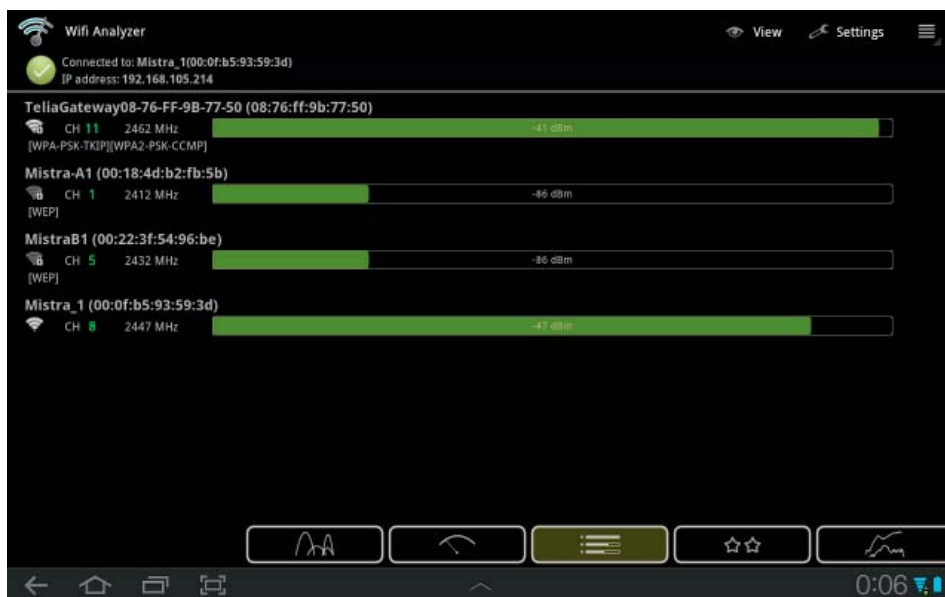 Wifi Analyzer
View
Settings
Connected to: Mistra_1(00:0f:b5:93:59:3d)
IP address: 192.168.105.214
TeliaGateway08-76-FF-9B-77-50 (08:76:ff:9b:77:50)
CH 11 2462 MHz -41 dBm
[WPA-PSK-TKIP][WPA2-PSK-CCMP]
Mistra-A1 (00:18:4d:b2:fb:5b)
CH 1 2412 MHz -86 dBm
[WEP]
MistraB1 (00:22:3f:54:96:be)
CH 5 2432 MHz -86 dBm
[WEP]
Mistra_1 (00:0f:b5:93:59:3d)
CH 8 2447 MHz -47 dBm
0:06